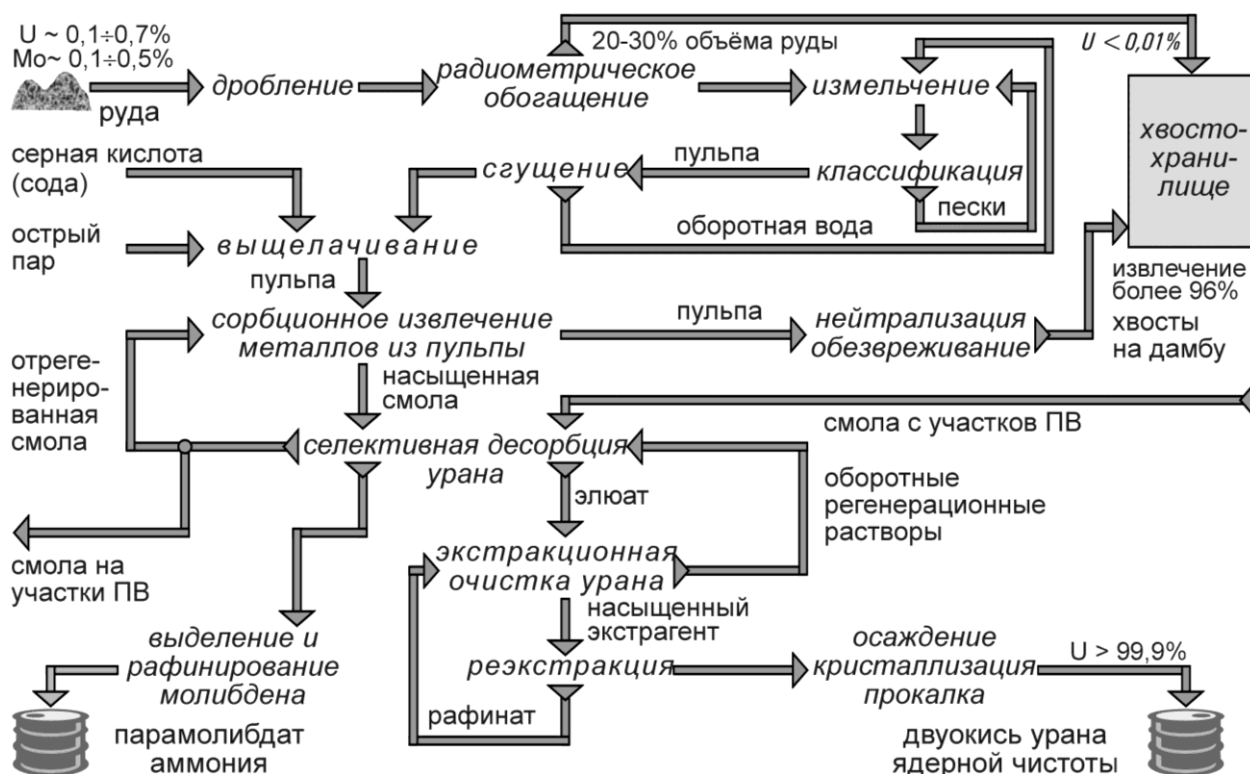 U ~ 0,1÷0,7%
Mo~ 0,1÷0,5%
руда
дробление
радиометрическое
обогащение
20-30% объёма руды
измельчение
U < 0,01%
хвосто-
храни-
лище
серная кислота
(сода)
сгущение
пульпа
классификация
пески
оборотная вода
острый
пар
выщелачивание
пульпа
извлечение
более 96%
хвосты
на дамбу
сорбционное извлечение
металлов из пульпы
пульпа
нейтрализация
обезвреживание
отреге-
нериро-
ванная
смола
насыщенная
смола
смола с участков ПВ
селективная десорбция
урана
элюат
оборотные
регенерационные
растворы
смола на
участки ПВ
экстракционная
очистка урана
насыщенный
экстрагент
выделение и
рафинирование
молибдена
реэкстракция
рафинат
осаждение
кристаллизация
прокалка
U > 99,9%
парамолибдат
аммония
двуокись урана
ядерной чистоты